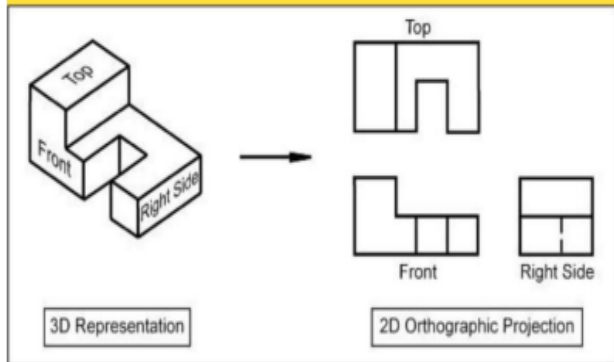 Top
Front
Right Side
3D Representation
Top
Front
Right Side
2D Orthographic Projection